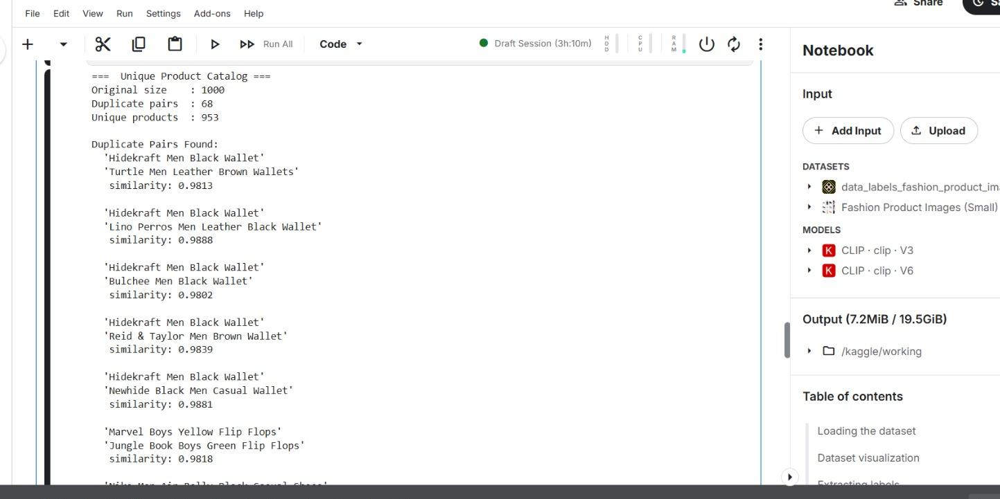 Share
File Edit View Run Settings Add-ons Help
Run All Code Draft Session (3h:10m) HDD CPU RAM
Notebook
=== Unique Product Catalog ===
Original size : 1000
Duplicate pairs : 68
Unique products : 953
Duplicate Pairs Found:
'Hidekraft Men Black Wallet'
'Turtle Men Leather Brown Wallets'
similarity: 0.9813
'Hidekraft Men Black Wallet'
'Lino Perros Men Leather Black Wallet'
similarity: 0.9888
'Hidekraft Men Black Wallet'
'Bulchee Men Black Wallet'
similarity: 0.9802
'Hidekraft Men Black Wallet'
'Reid & Taylor Men Brown Wallet'
similarity: 0.9839
'Hidekraft Men Black Wallet'
'Newhide Black Men Casual Wallet'
similarity: 0.9881
'Marvel Boys Yellow Flip Flops'
'Jungle Book Boys Green Flip Flops'
similarity: 0.9818
Input
+ Add Input Upload
DATASETS
data_labels_fashion_product_im
Fashion Product Images (Small)
MODELS
K CLIP · clip · V3
K CLIP · clip · V6
Output (7.2MiB / 19.5GiB)
/kaggle/working
Table of contents
Loading the dataset
Dataset visualization
Extracting labels